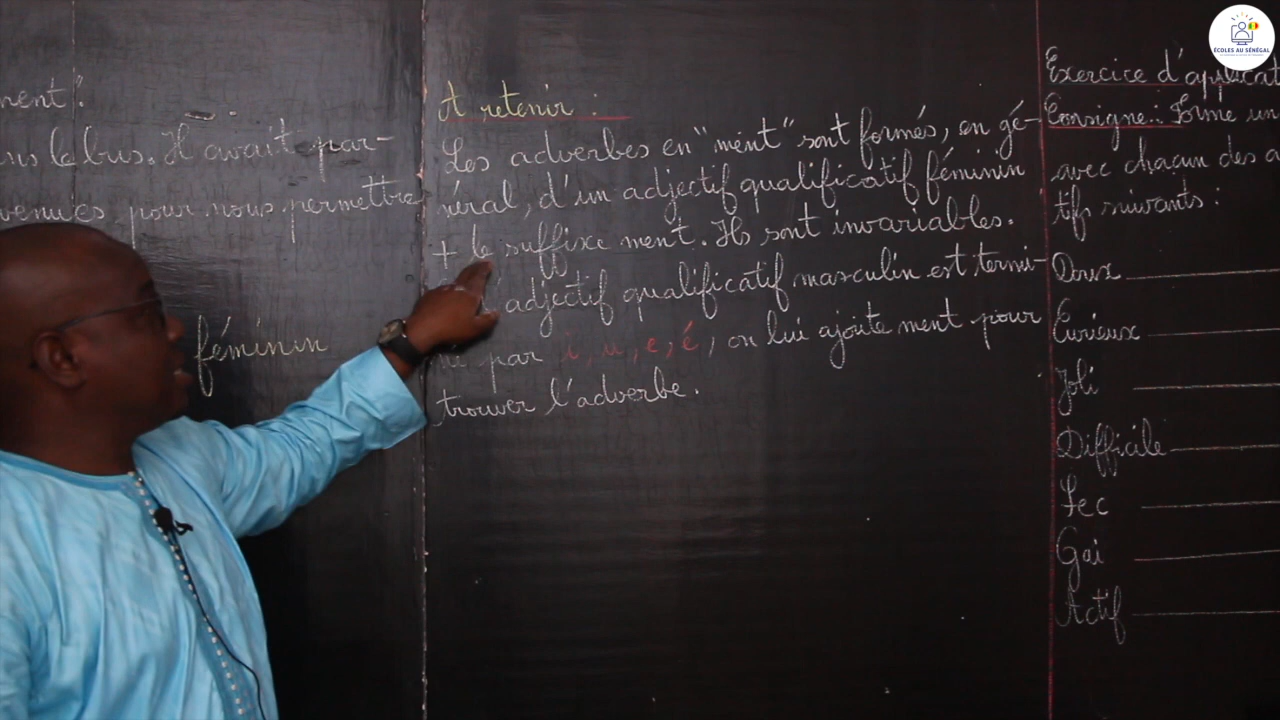 ment".
le bus. Il avait par-
venues pour nous permettre
féminin
A retenir :
Les adverbes en "ment" sont formés, en gé-
néral, d'un adjectif qualificatif féminin
+ le suffixe ment. Ils sont invariables.
adjectif qualificatif masculin est termi-
né par i, u, e, é, on lui ajoute ment pour
trouver l'adverbe.
Exercice d'applicat
Consigne : Forme un
avec chacun des a
tifs suivants :
Doux
Curieux
Joli
Difficile
Sec
Gai
Actif
ÉCOLES AU SÉNÉGAL